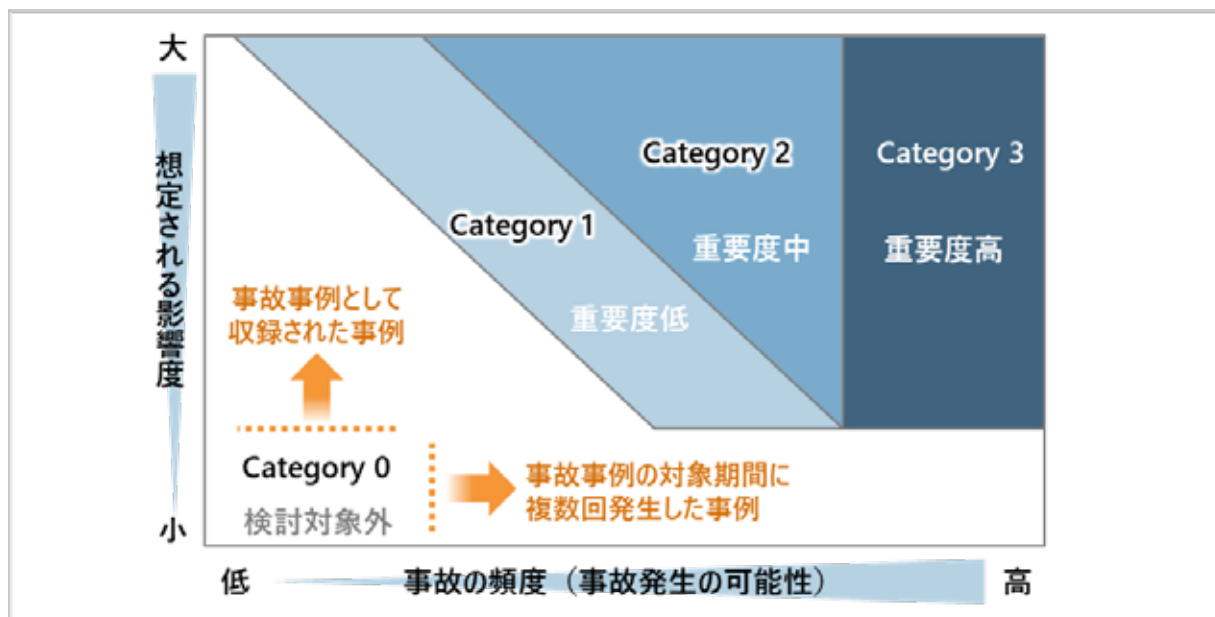 大
想定される影響度
小
Category 2
Category 3
Category 1
重要度中
重要度高
重要度低
事故事例として
収録された事例
Category 0
検討対象外
事故事例の対象期間に
複数回発生した事例
低
事故の頻度（事故発生の可能性）
高